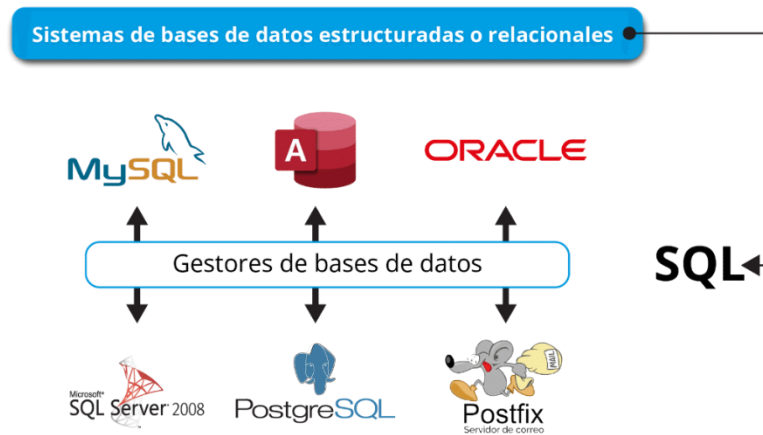 Sistemas de bases de datos estructuradas o relacionales
MySQL
A
ORACLE
Gestores de bases de datos
SQL
Microsoft®
SQL Server 2008
PostgreSQL
MAIL
Postfix
Servidor de correo